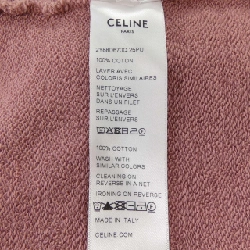 CELINE
PARIS
100% COTTON
LAVER AVEC
COLORIS SIMILAIRES
NETTOYAGE
SUR L'ENVERS
DANS UN FILET
REPASSAGE
SUR L'ENVERS
100% COTTON
WASH WITH
SIMILAR COLORS
CLEANING ON
REVERSE IN A NET
IRONING ON REVERSE
MADE IN ITALY
CELINE.COM